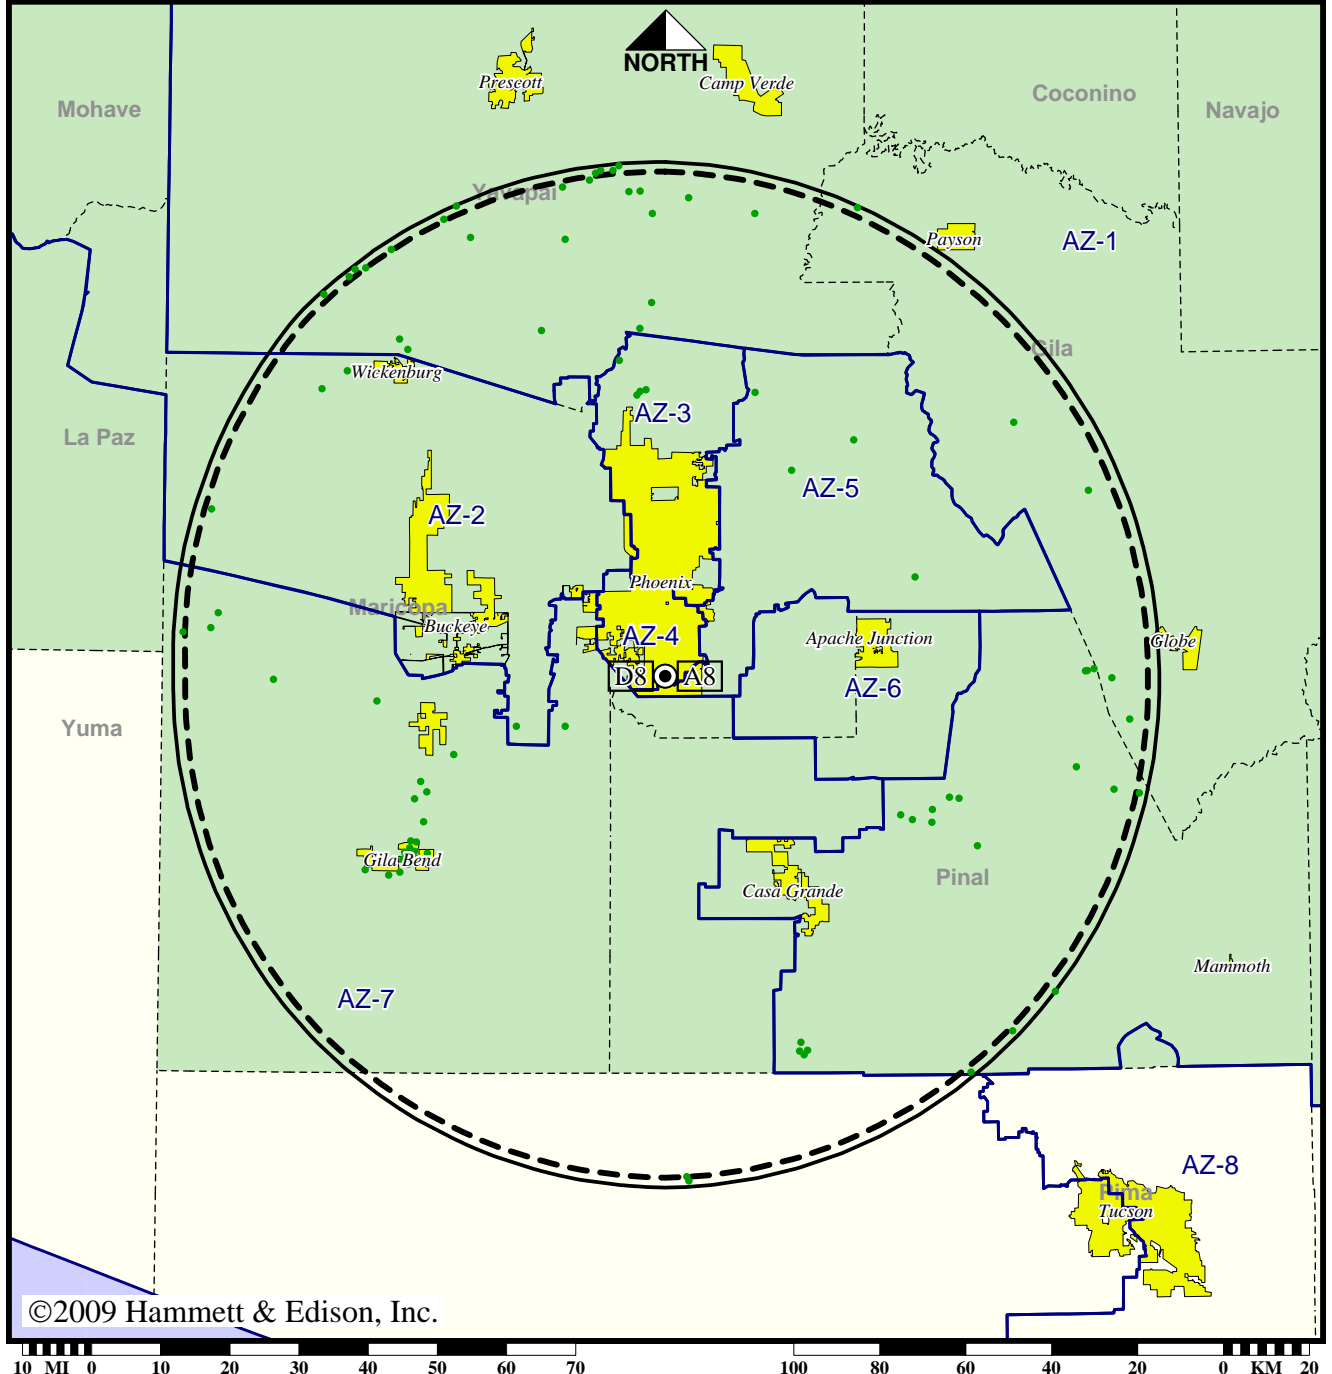 NORTH
Prescott
Camp Verde
Mohave
Coconino
Navajo
Yavapai
Payson
AZ-1
Gila
Wickenburg
AZ-3
La Paz
AZ-5
AZ-2
Phoenix
Maricopa
Buckeye
AZ-4
Apache Junction
Globe
D8
A8
AZ-6
Yuma
Gila Bend
Pinal
Casa Grande
Mammoth
AZ-7
AZ-8
Pima
Tucson
©2009 Hammett & Edison, Inc.
10 MI 0 10 20 30 40 50 60 70 100 80 60 40 20 0 KM 20